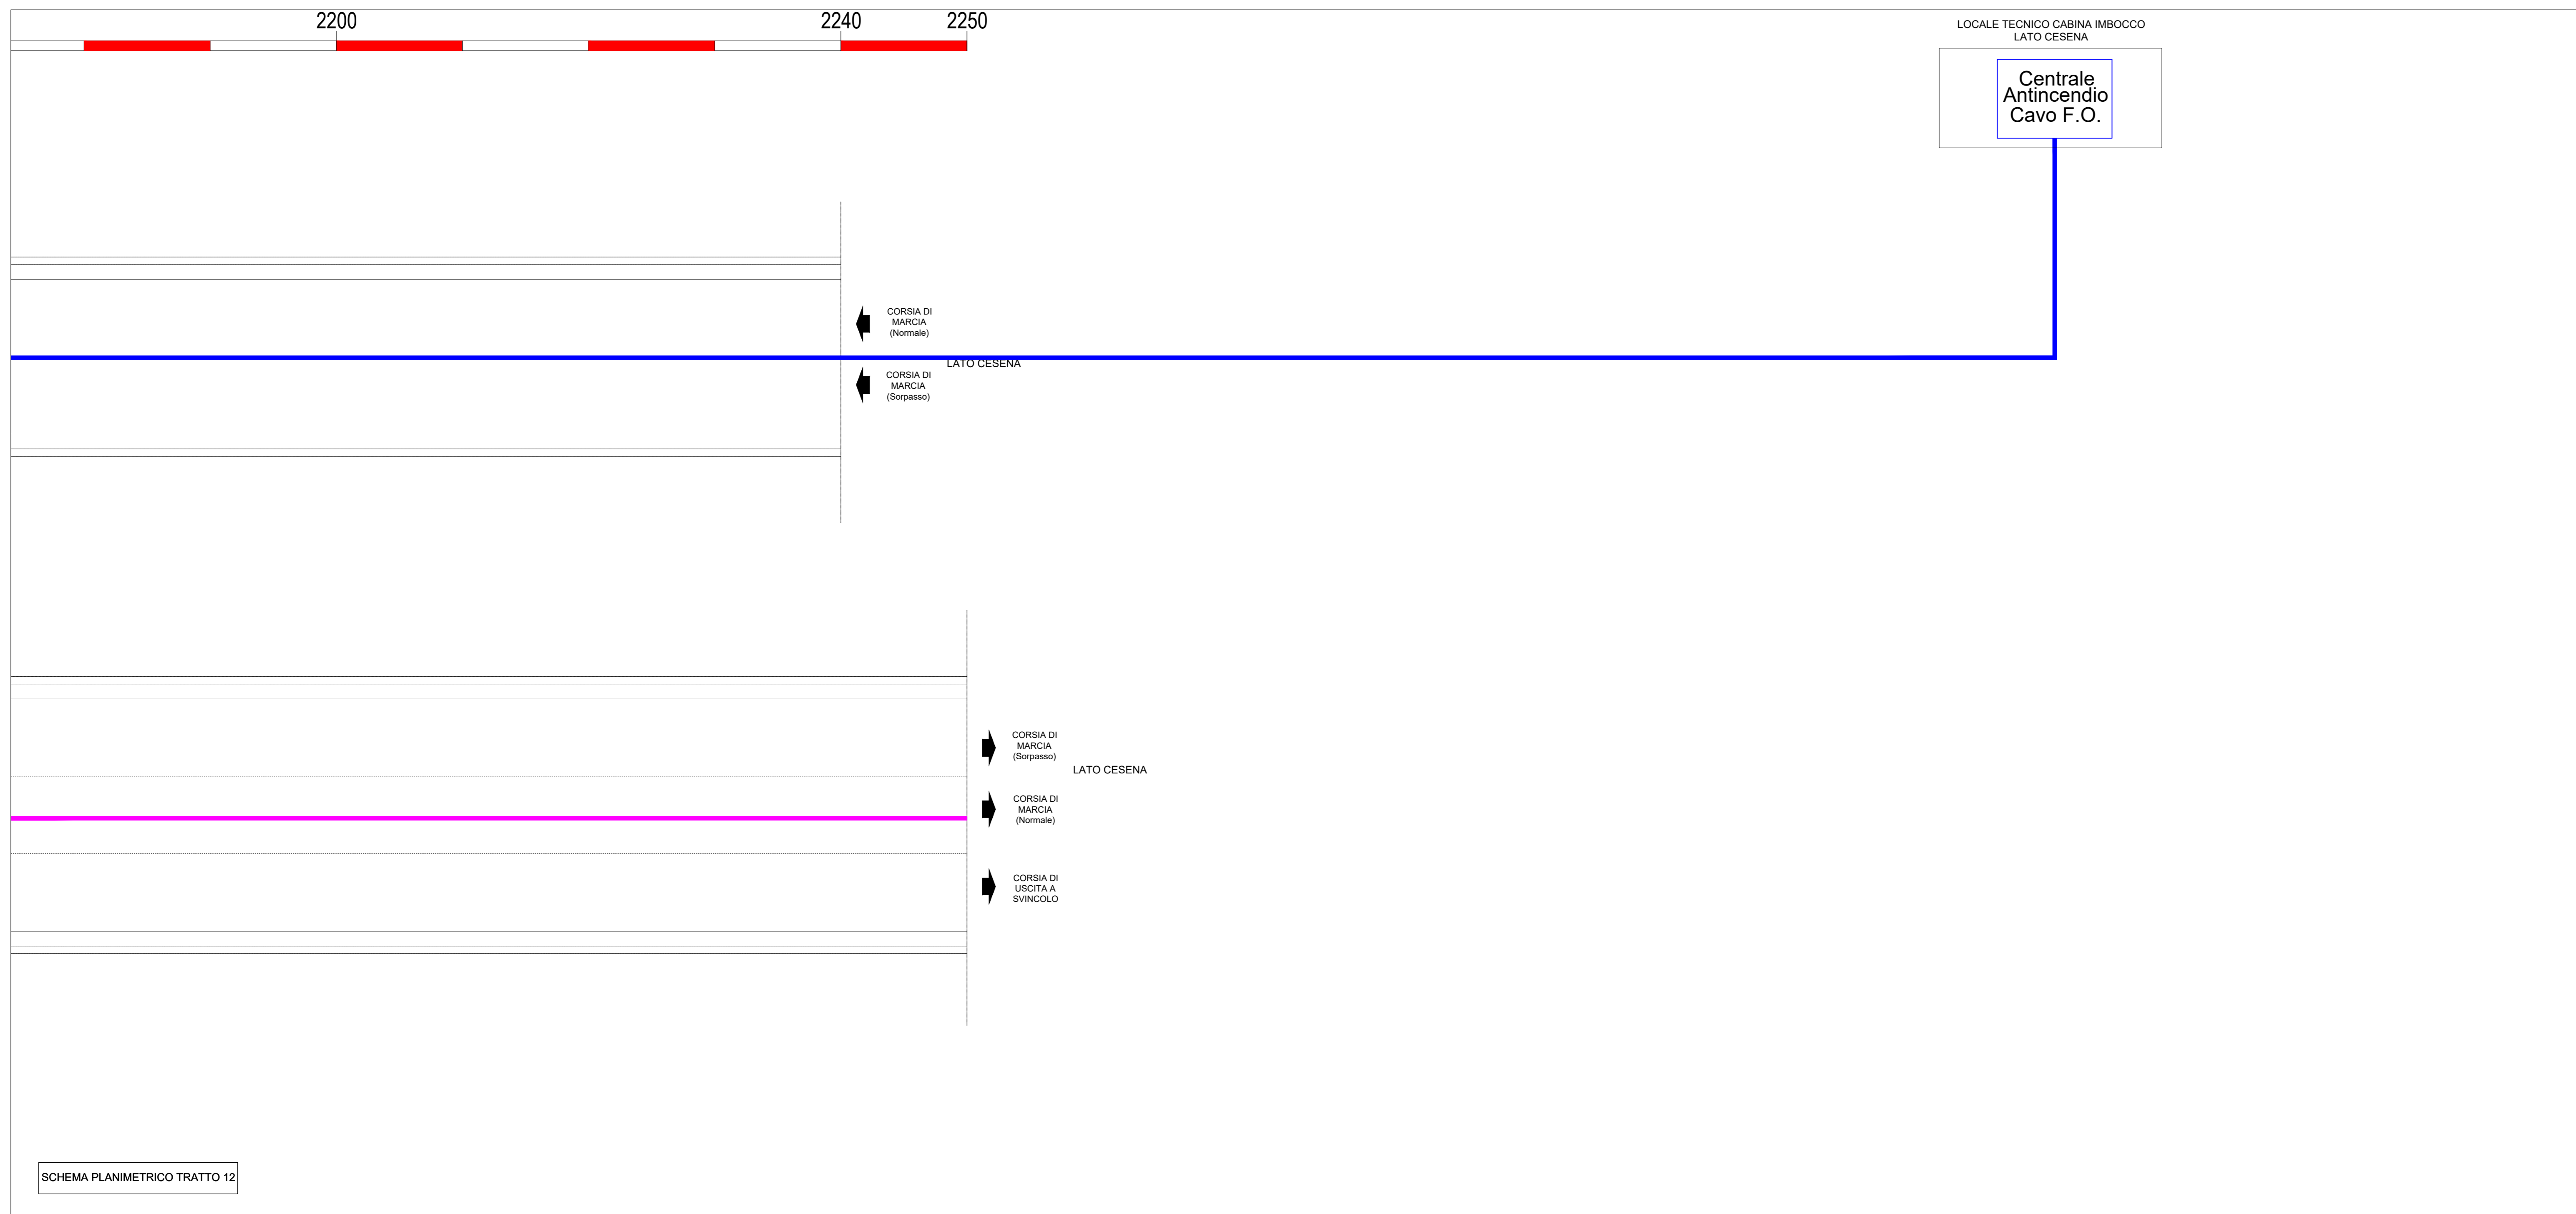 2200
2240
2250
LOCALE TECNICO CABINA IMBOCCO
LATO CESENA
Centrale
Antincendio
Cavo F.O.
CORSIA DI
MARCIA
(Normale)
LATO CESENA
CORSIA DI
MARCIA
(Sorpasso)
CORSIA DI
MARCIA
(Sorpasso)
LATO CESENA
CORSIA DI
MARCIA
(Normale)
CORSIA DI
USCITA A
SVINCOLO
SCHEMA PLANIMETRICO TRATTO 12